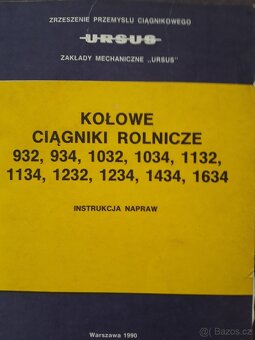 ZRZESZENIE PRZEMYSŁU CIĄGNIKOWEGO
URSUS
ZAKŁADY MECHANICZNE „URSUS"
KOŁOWE
CIĄGNIKI ROLNICZE
932, 934, 1032, 1034, 1132,
1134, 1232, 1234, 1434, 1634
INSTRUKCJA NAPRAW
Warszawa 1990
Bazoš.cz